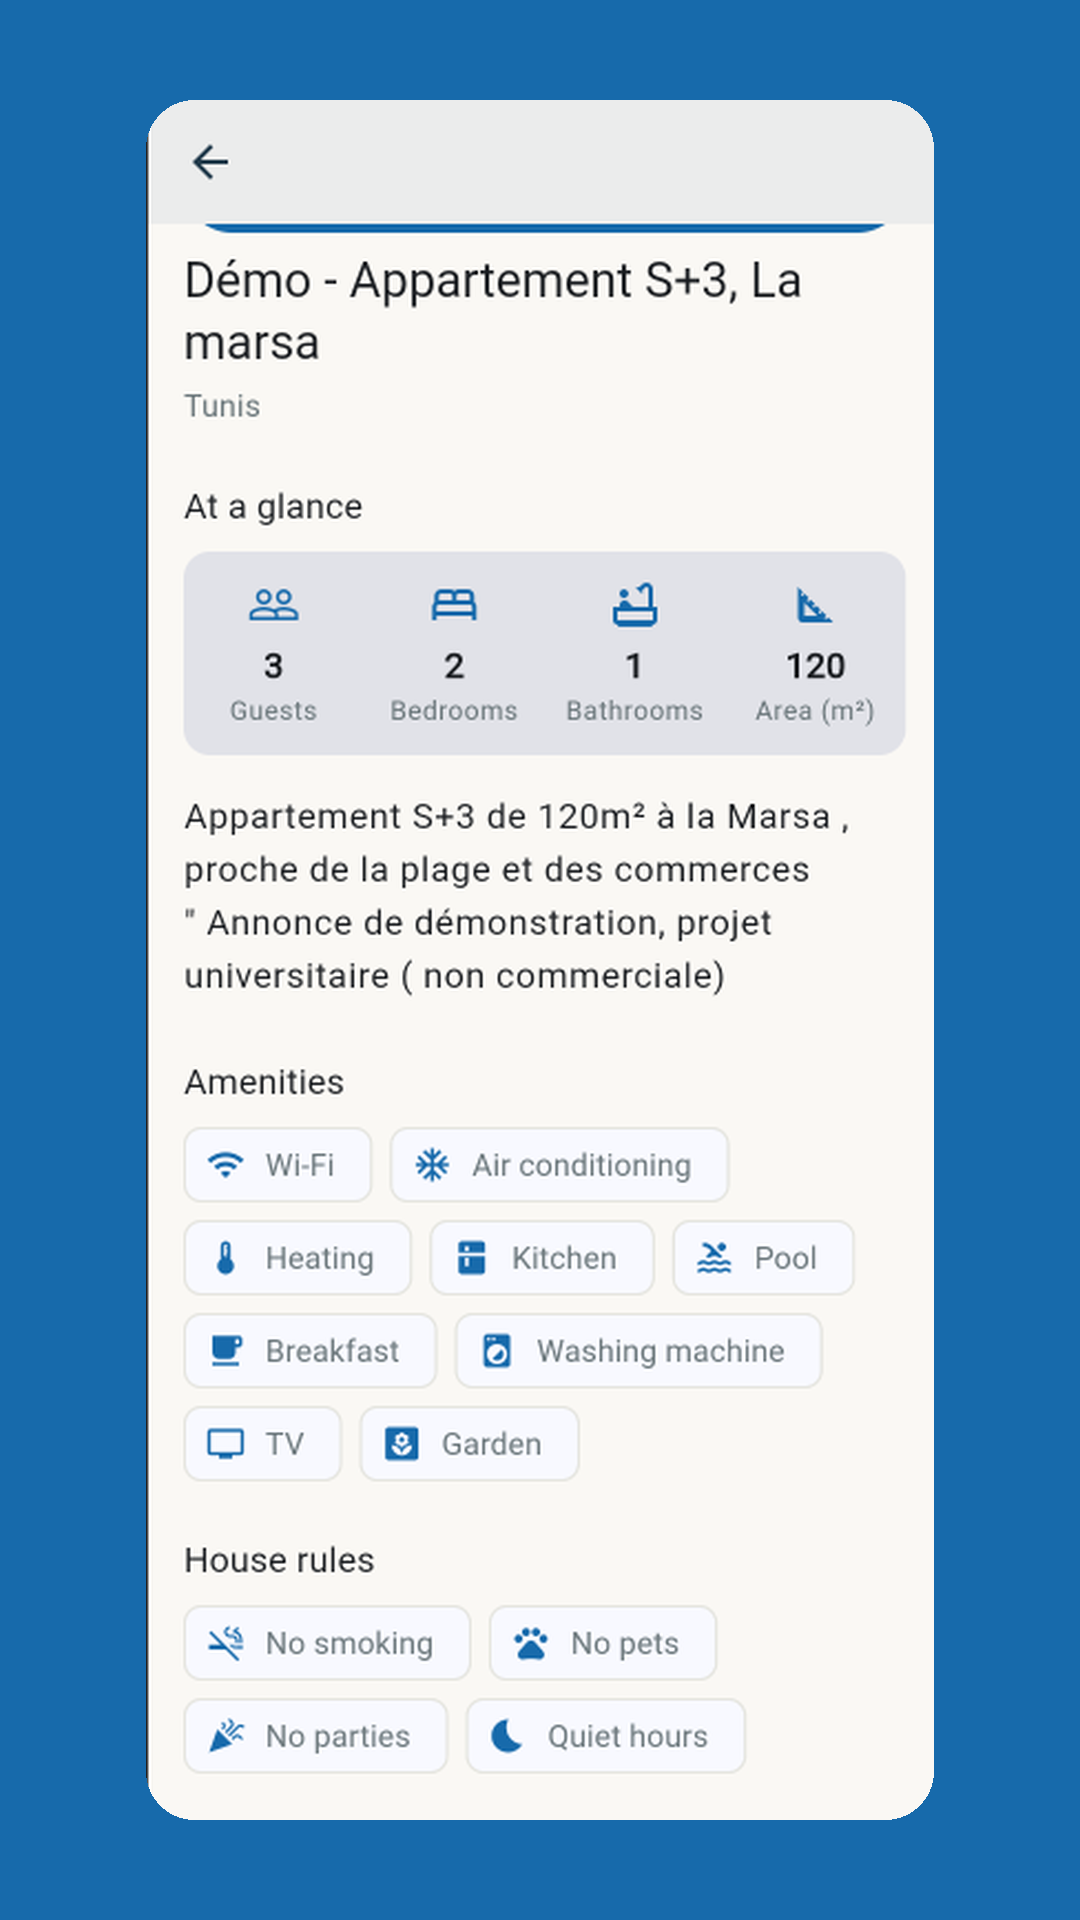 Démo - Appartement S+3, La
marsa
Tunis
At a glance
3 2 1 120
Guests Bedrooms Bathrooms Area (m²)
Appartement S+3 de 120m² à la Marsa ,
proche de la plage et des commerces
" Annonce de démonstration, projet
universitaire ( non commerciale)
Amenities
Wi-Fi Air conditioning
Heating Kitchen Pool
Breakfast Washing machine
TV Garden
House rules
No smoking No pets
No parties Quiet hours